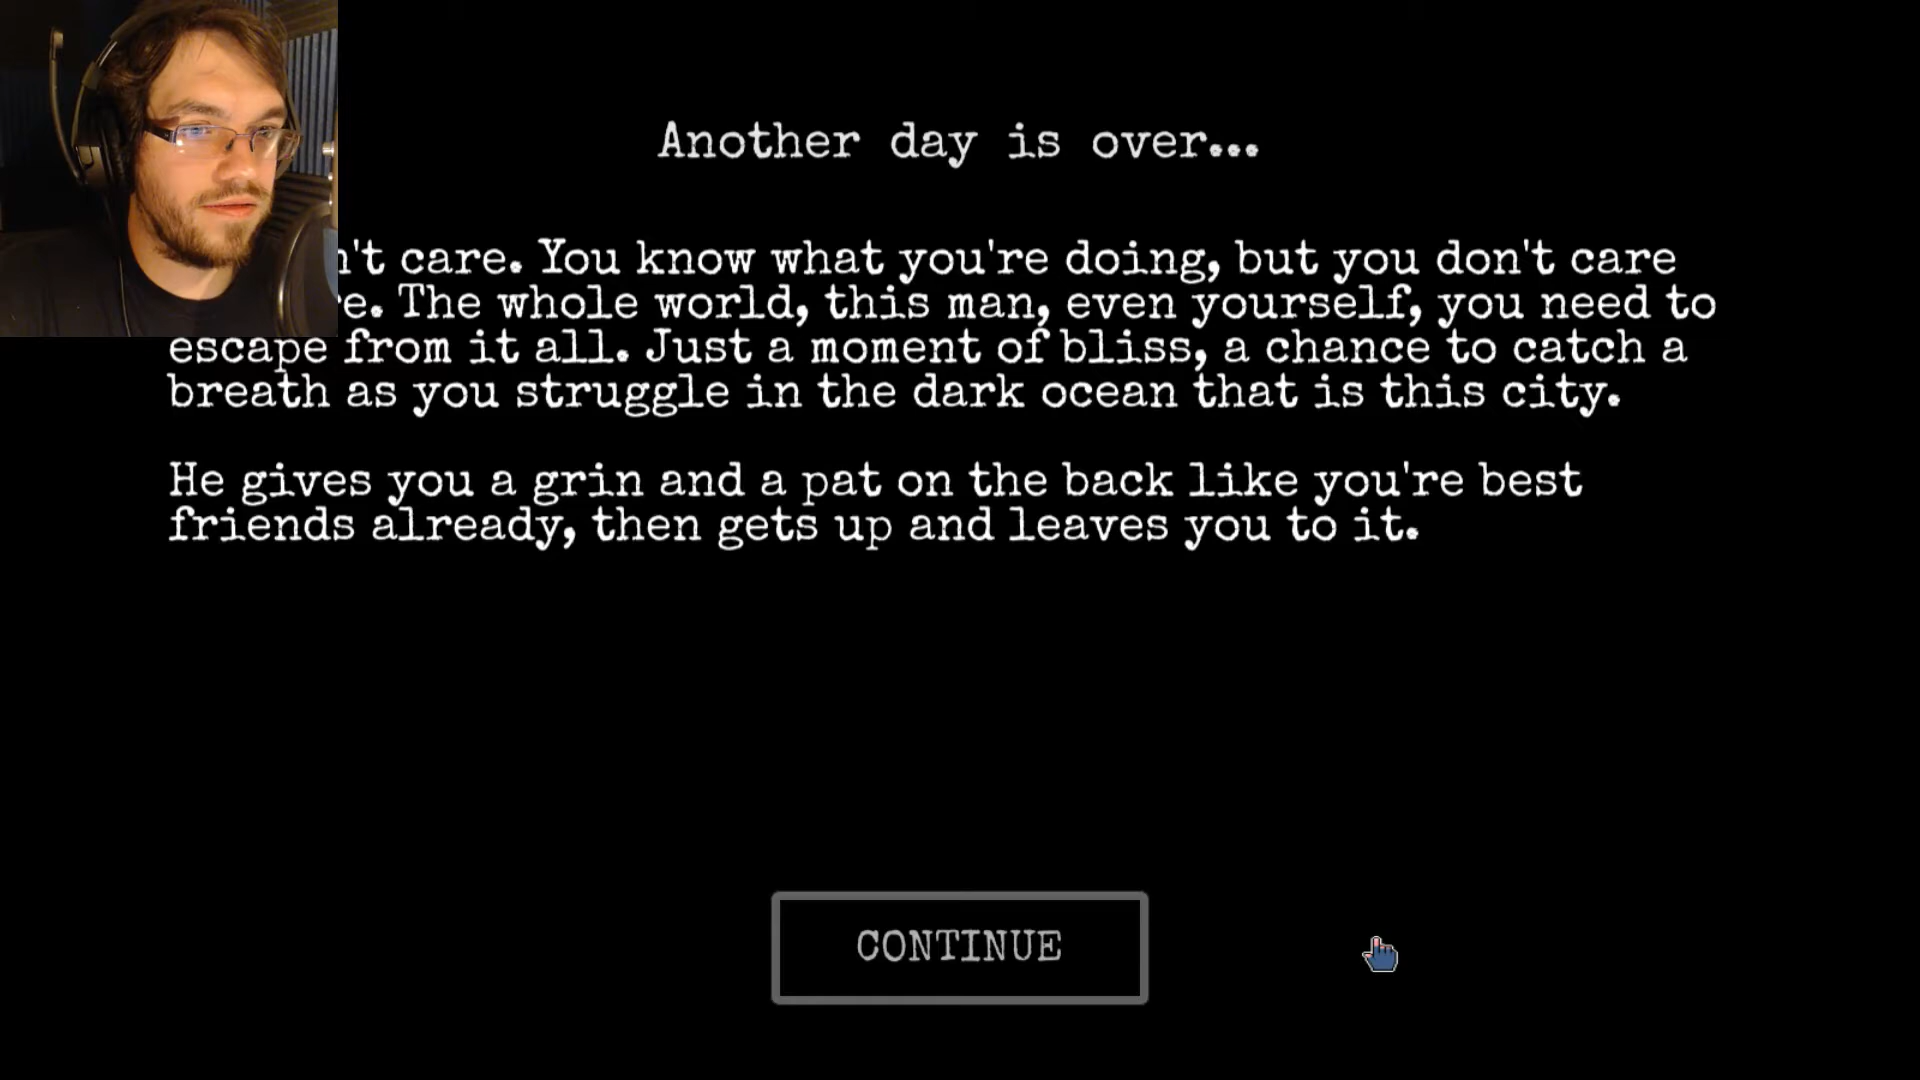 Another day is over...
care. You know what you're doing, but you don't care
The whole world, this man, even yourself, you need to
escape from it all. Just a moment of bliss, a chance to catch a
breath as you struggle in the dark ocean that is this city.
He gives you a grin and a pat on the back like you're best
friends already, then gets up and leaves you to it.
CONTINUE